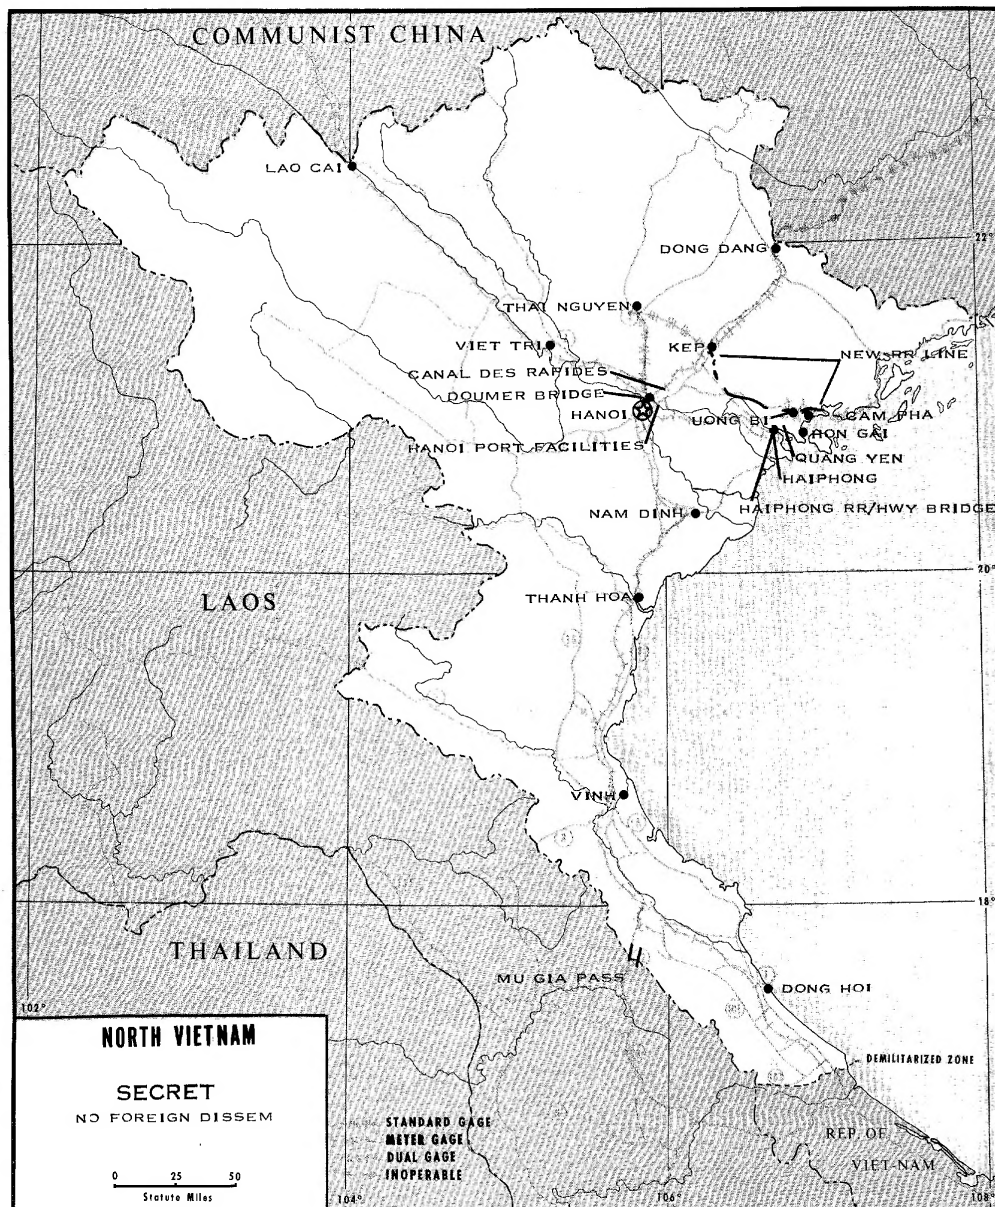 COMMUNIST CHINA
LAO CAI
DONG DANG
22°
THAI NGUYEN
VIET TRI
KEP
NEW RR LINE
CANAL DES RAPIDES
DOUMER BRIDGE
HANOI
UONG BI
CAM PHA
HON GAI
HANOI PORT FACILITIES
QUANG YEN
HAIPHONG
NAM DINH
HAIPHONG RR/HWY BRIDGE
20°
LAOS
THANH HOA
VINH
18°
THAILAND
MU GIA PASS
DONG HOI
102°
NORTH VIETNAM
DEMILITARIZED ZONE
SECRET
NO FOREIGN DISSEM
STANDARD GAGE
METER GAGE
DUAL GAGE
INOPERABLE
REP. OF
VIET-NAM
0 25 50
Statute Miles
104°
106°
108°